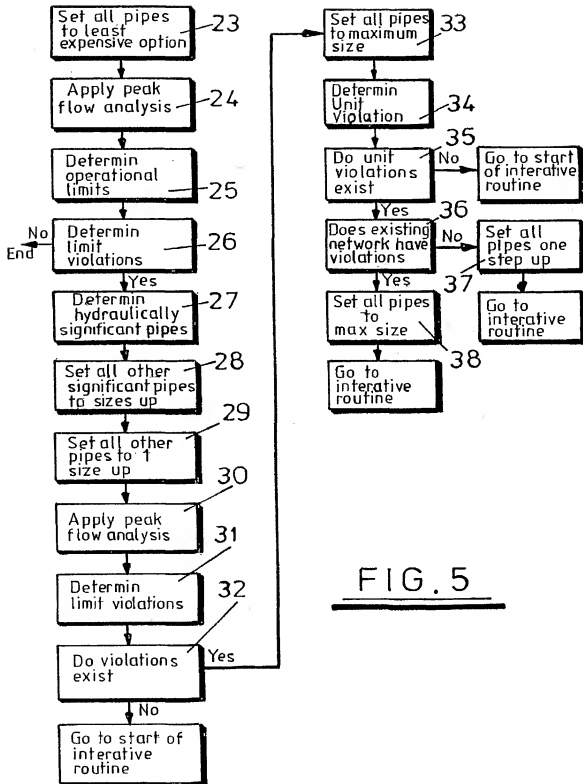 Set all pipes
to least
expensive option
23
Apply peak
flow analysis
24
Determin
operational
limits
25
Determin
limit
violations
26
No
End
Yes
Determin
hydraulically
significant pipes
27
Set all other
significant pipes
to sizes up
28
Set all other
pipes to 1
size up
29
Apply peak
flow analysis
30
Determin
limit violations
31
Do violations
exist
32
Yes
No
Go to start of
interative
routine
Set all pipes
to maximum
size
33
Determin
Unit
Violation
34
Do unit
violations
exist
35
No
Go to start
of interative
routine
Yes
Does existing
network have
violations
36
No
Set all
pipes one
step up
37
Go to
interative
routine
Yes
Set all pipes
to
max size
38
Go to
interative
routine
FIG. 5